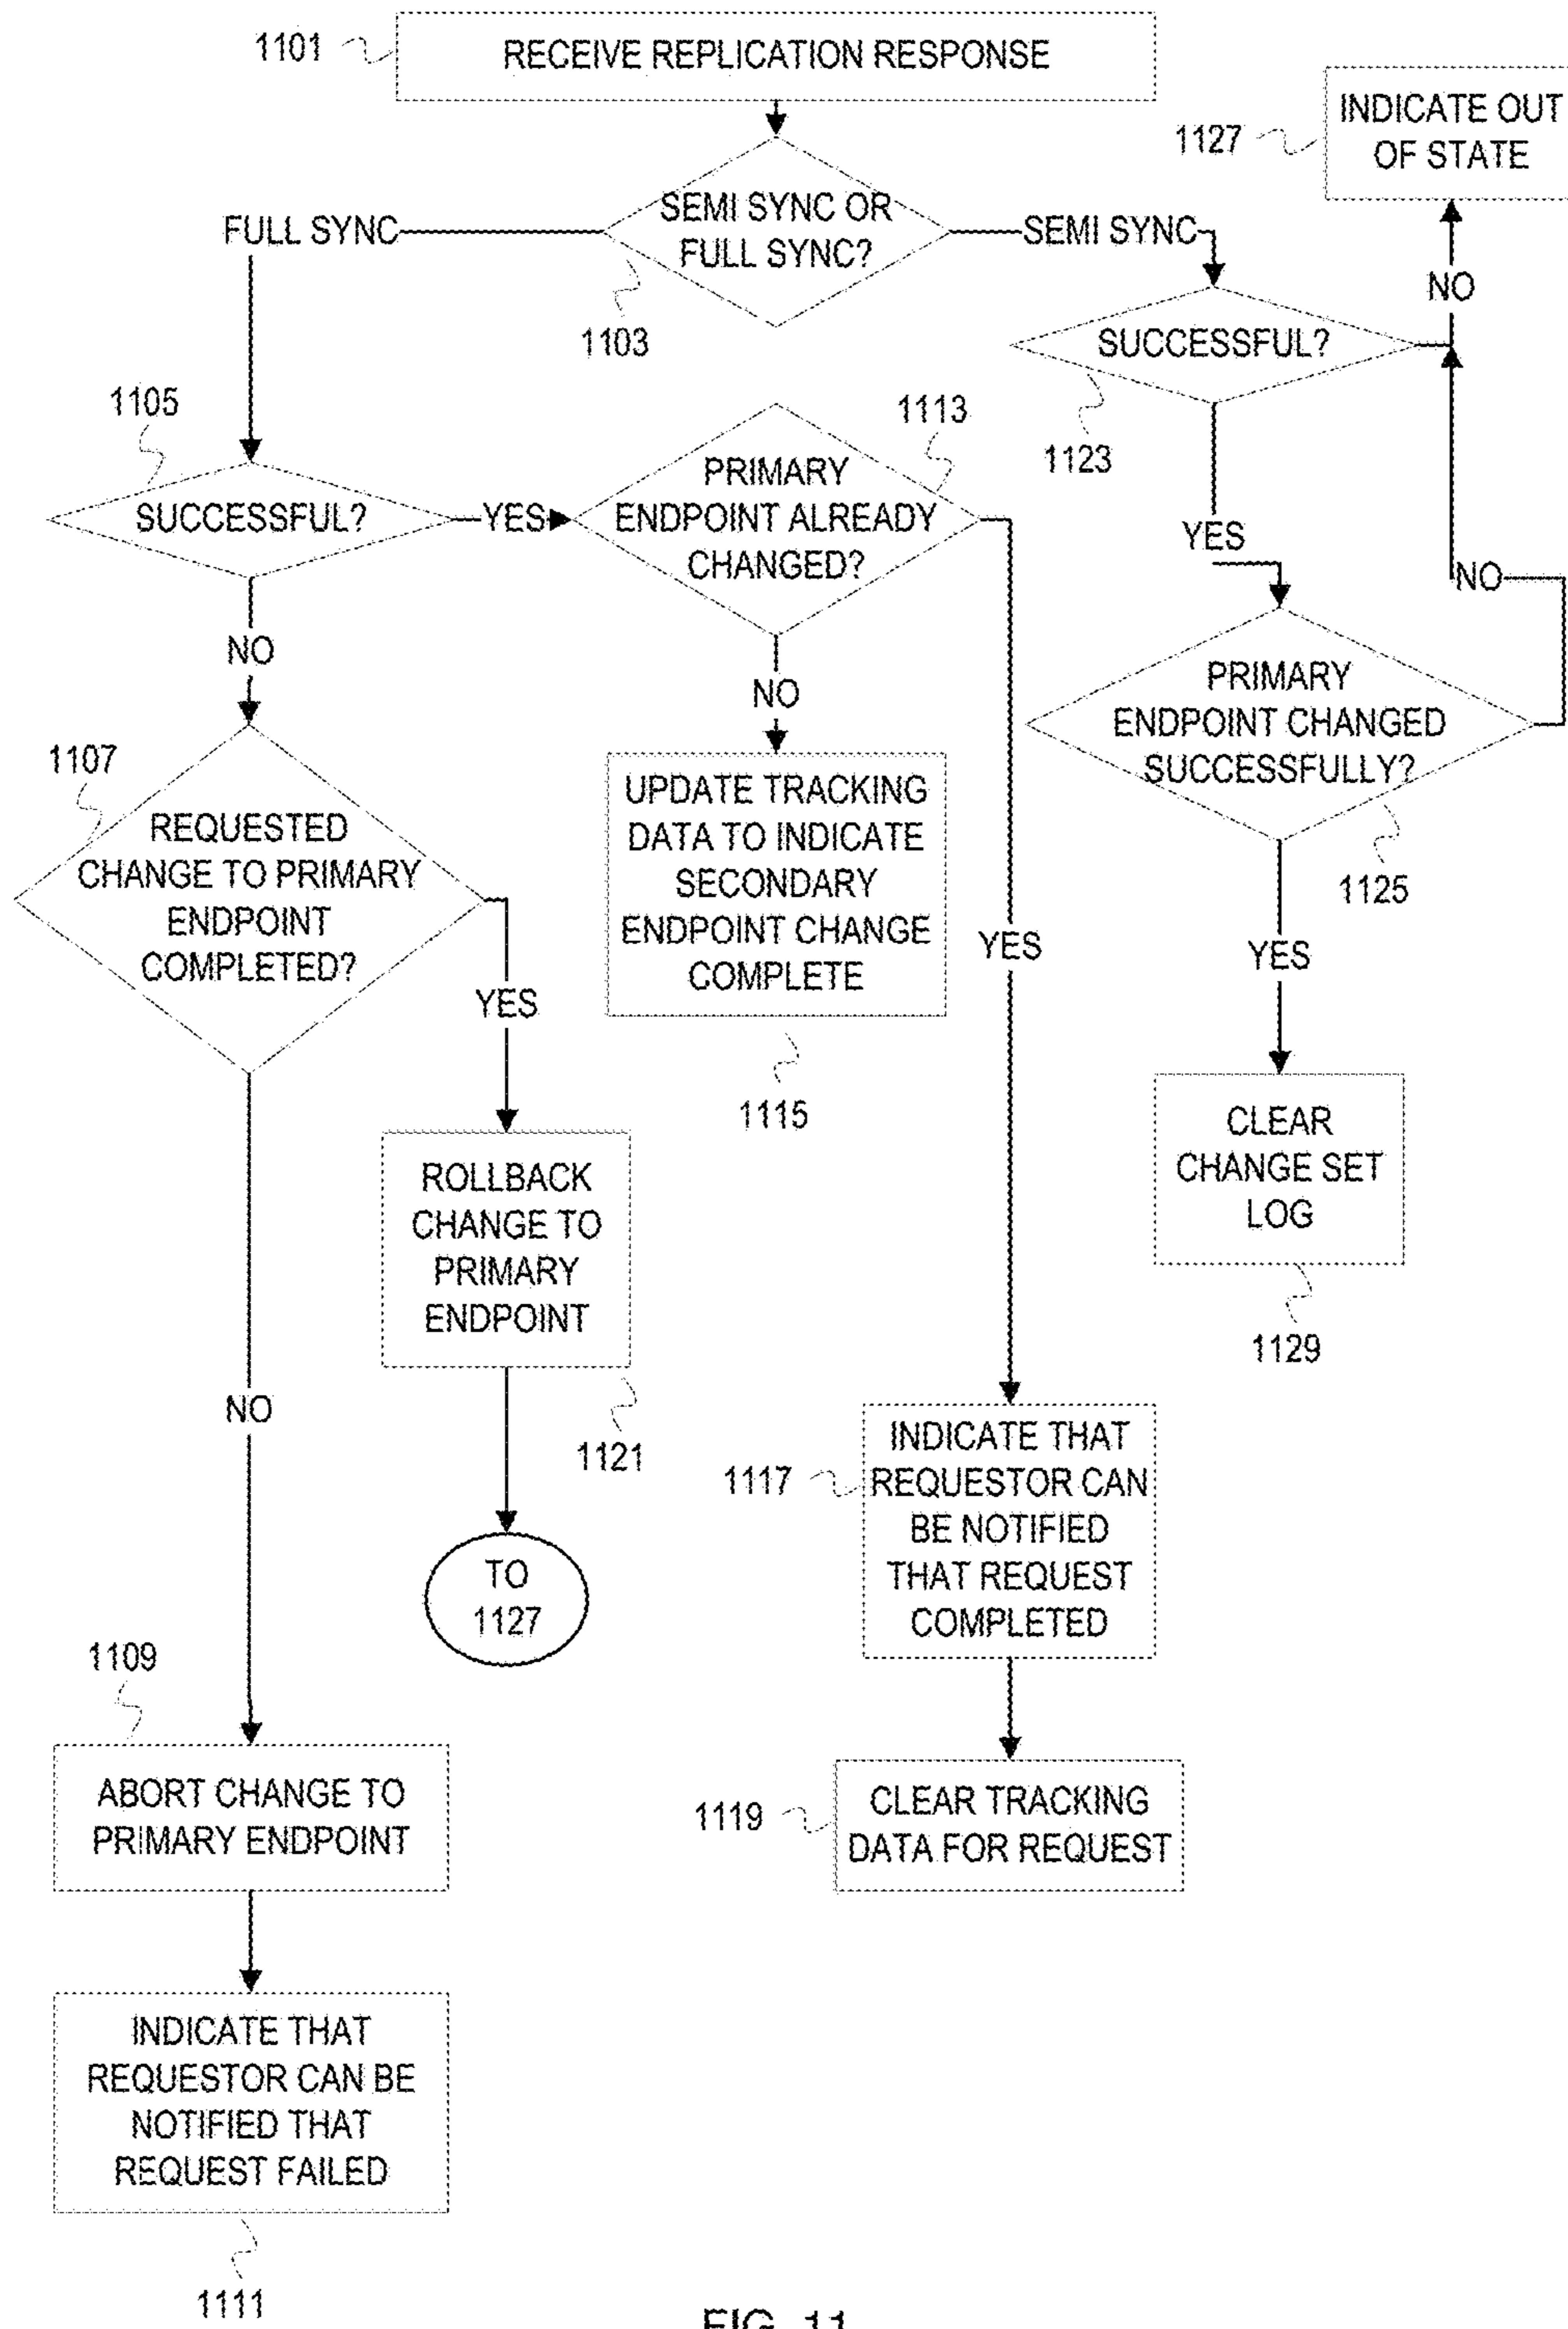 1101
RECEIVE REPLICATION RESPONSE
1127
INDICATE OUT
OF STATE
SEMI SYNC OR
FULL SYNC?
FULL SYNC
SEMI SYNC
1103
NO
SUCCESSFUL?
1123
1105
SUCCESSFUL?
YES
1113
PRIMARY
ENDPOINT ALREADY
CHANGED?
YES
NO
NO
NO
PRIMARY
ENDPOINT CHANGED
SUCCESSFULLY?
1125
1107
REQUESTED
CHANGE TO PRIMARY
ENDPOINT
COMPLETED?
UPDATE TRACKING
DATA TO INDICATE
SECONDARY
ENDPOINT CHANGE
COMPLETE
1115
YES
YES
YES
ROLLBACK
CHANGE TO
PRIMARY
ENDPOINT
1121
CLEAR
CHANGE SET
LOG
1129
NO
TO
1127
1117
INDICATE THAT
REQUESTOR CAN
BE NOTIFIED
THAT REQUEST
COMPLETED
1109
ABORT CHANGE TO
PRIMARY ENDPOINT
1119
CLEAR TRACKING
DATA FOR REQUEST
INDICATE THAT
REQUESTOR CAN BE
NOTIFIED THAT
REQUEST FAILED
1111
FIG. 11